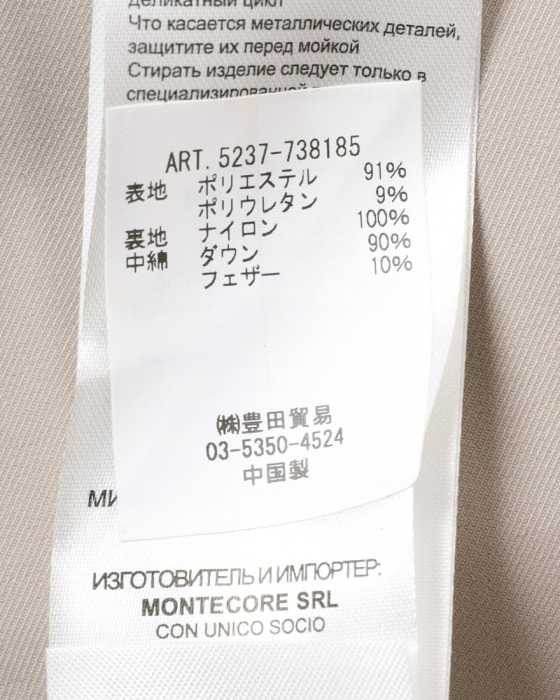 деликатный цикл
Что касается металлических деталей,
защитите их перед мойкой
Стирать изделие следует только в
специализированной
ART. 5237-738185
表地 ポリエステル 91%
ポリウレタン 9%
裏地 ナイロン 100%
中綿 ダウン 90%
フェザー 10%
㈱豊田貿易
03-5350-4524
中国製
ИЗГОТОВИТЕЛЬ И ИМПОРТЕР:
MONTECORE SRL
CON UNICO SOCIO